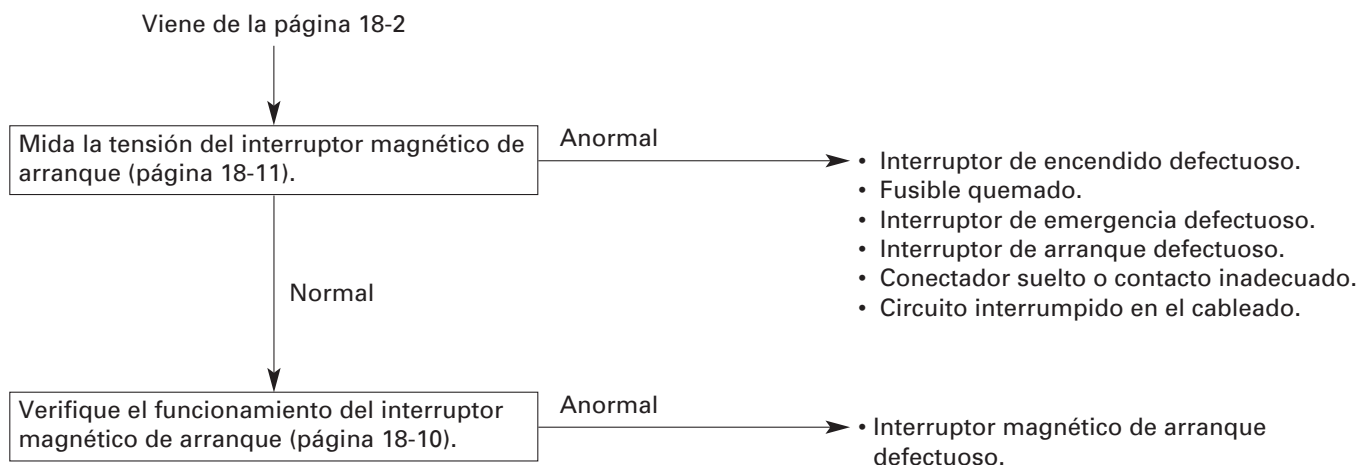 Viene de la página 18-2
Mida la tensión del interruptor magnético de
arranque (página 18-11).
Anormal
• Interruptor de encendido defectuoso.
• Fusible quemado.
• Interruptor de emergencia defectuoso.
• Interruptor de arranque defectuoso.
• Conectador suelto o contacto inadecuado.
• Circuito interrumpido en el cableado.
Normal
Verifique el funcionamiento del interruptor
magnético de arranque (página 18-10).
Anormal
• Interruptor magnético de arranque
defectuoso.